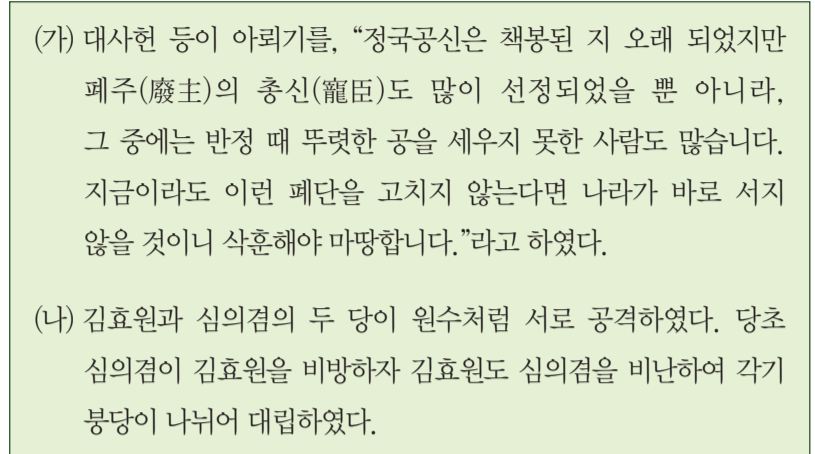 (가) 대사헌 등이 아뢰기를, “정국공신은 책봉된 지 오래 되었지만
폐주(廢主)의 총신(寵臣)도 많이 선정되었을 뿐 아니라,
그 중에는 반정 때 뚜렷한 공을 세우지 못한 사람도 많습니다.
지금이라도 이런 폐단을 고치지 않는다면 나라가 바로 서지
않을 것이니 삭훈해야 마땅합니다.”라고 하였다.
(나) 김효원과 심의겸의 두 당이 원수처럼 서로 공격하였다. 당초
심의겸이 김효원을 비방하자 김효원도 심의겸을 비난하여 각기
붕당이 나뉘어 대립하였다.